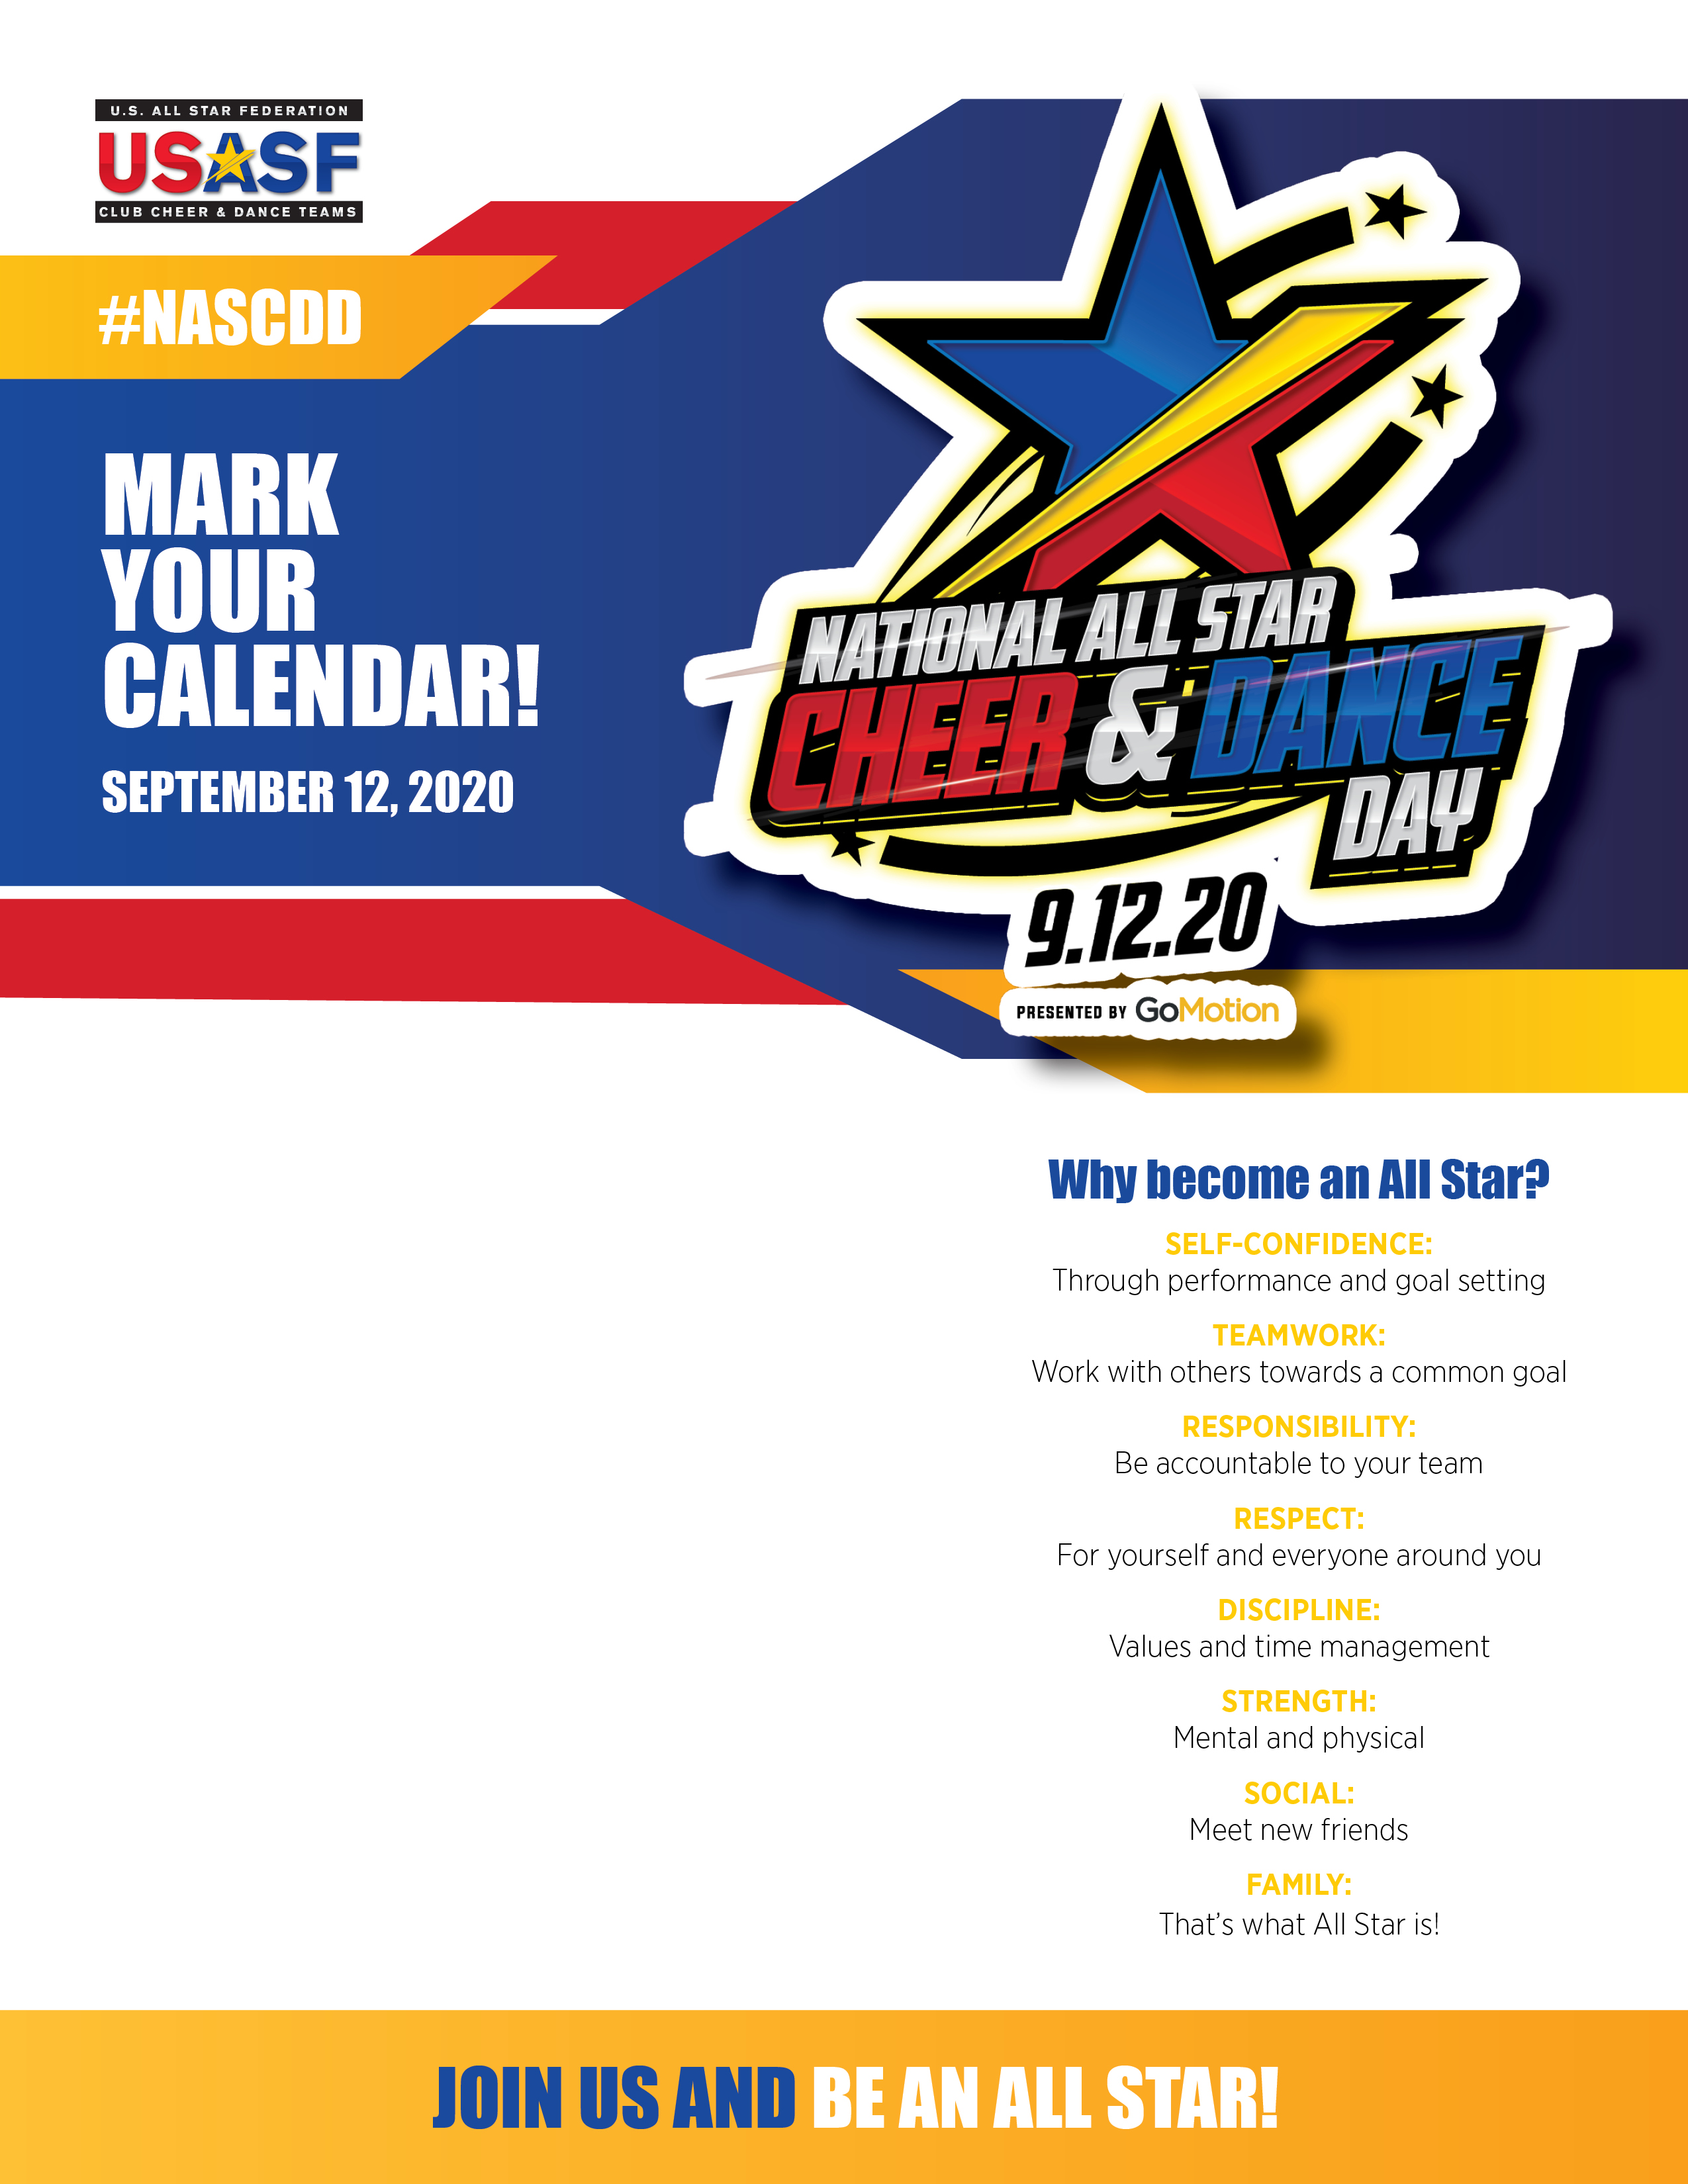 U.S. ALL STAR FEDERATION
USASF
CLUB CHEER & DANCE TEAMS
#NASCDD
MARK
YOUR
CALENDAR!
SEPTEMBER 12, 2020
NATIONAL ALL STAR
CHEER & DANCE
DAY
9.12.20
PRESENTED BY GoMotion
Why become an All Star?
SELF-CONFIDENCE:
Through performance and goal setting
TEAMWORK:
Work with others towards a common goal
RESPONSIBILITY:
Be accountable to your team
RESPECT:
For yourself and everyone around you
DISCIPLINE:
Values and time management
STRENGTH:
Mental and physical
SOCIAL:
Meet new friends
FAMILY:
That’s what All Star is!
JOIN US AND BE AN ALL STAR!